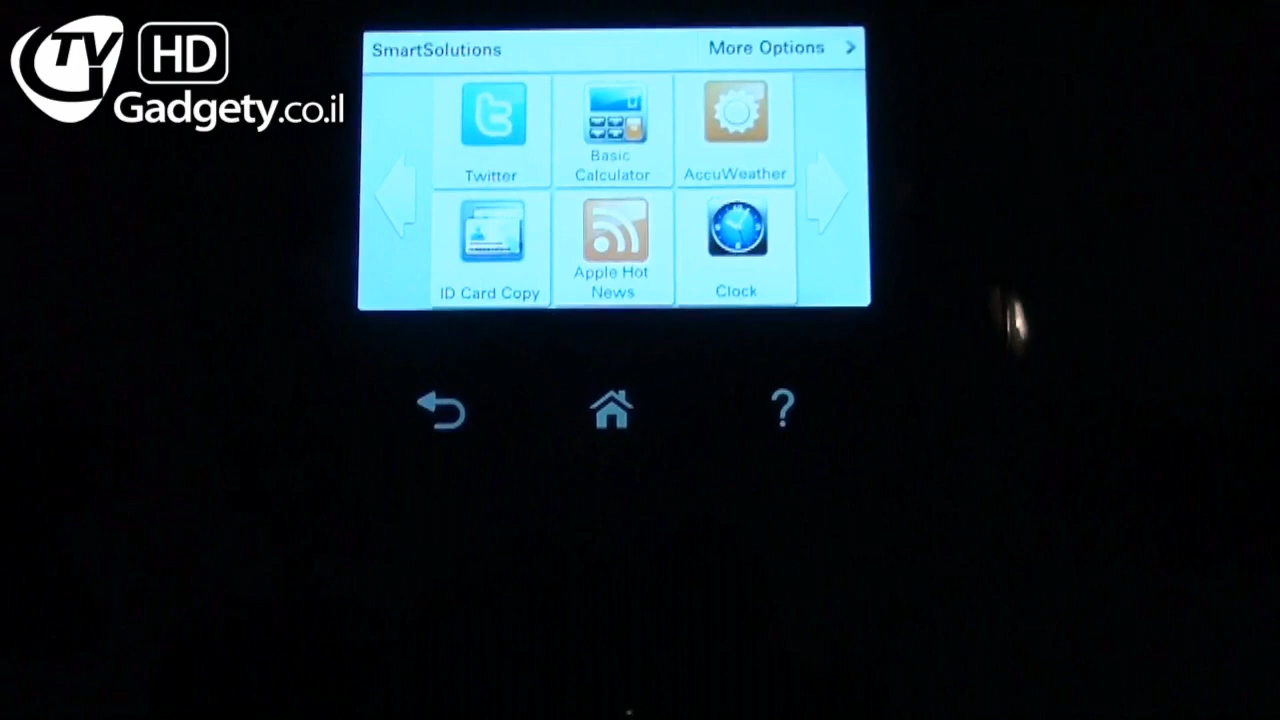 TV HD
Gadgety.co.il
SmartSolutions
More Options
Twitter
Basic
Calculator
AccuWeather
ID Card Copy
Apple Hot
News
Clock
?